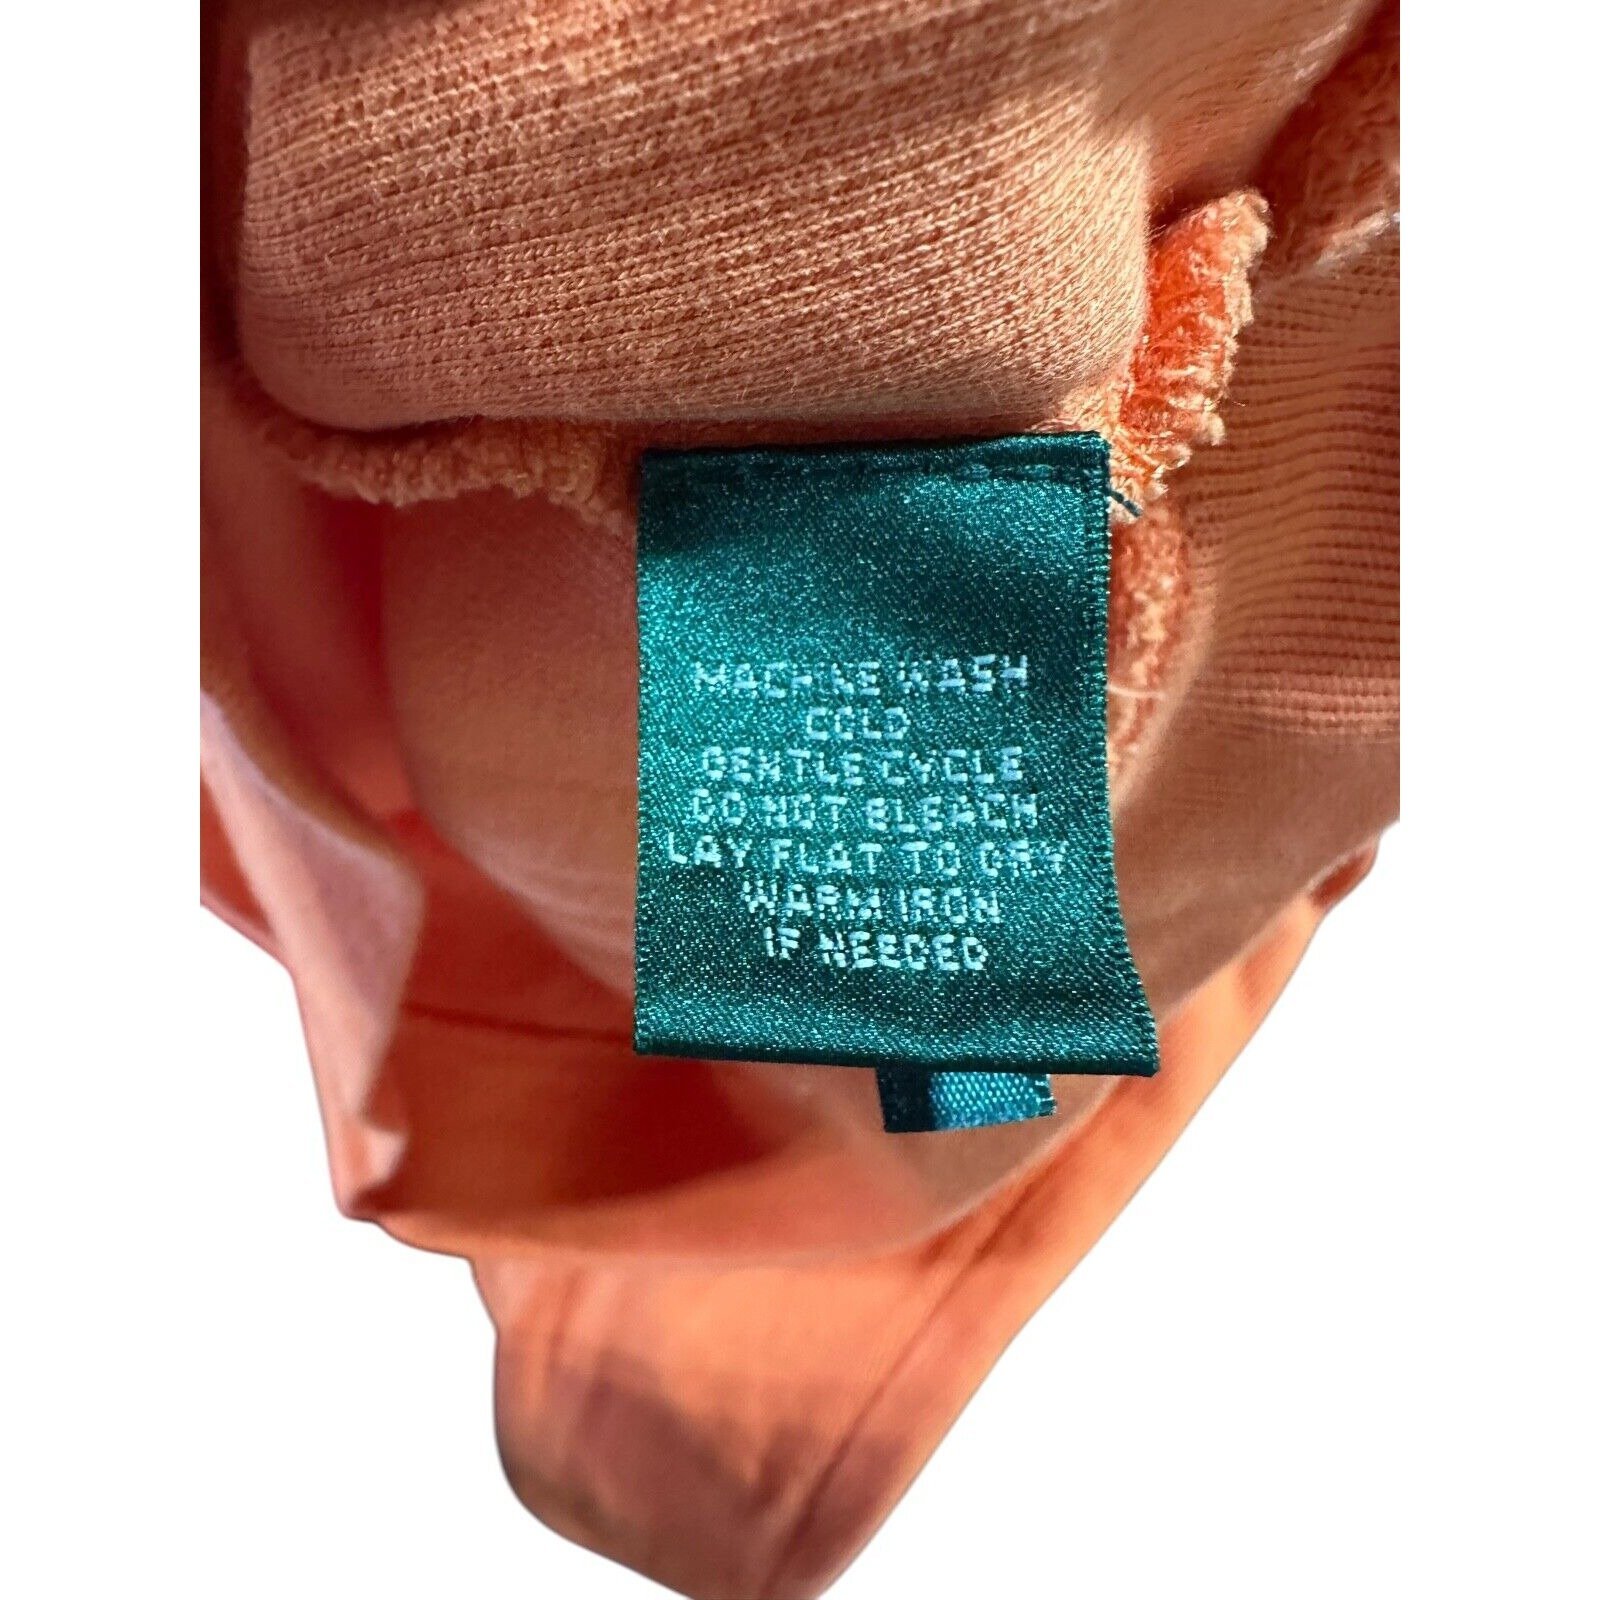 MACHINE WASH
COLD
GENTLE CYCLE
DO NOT BLEACH
LAY FLAT TO DRY
WARM IRON
IF NEEDED